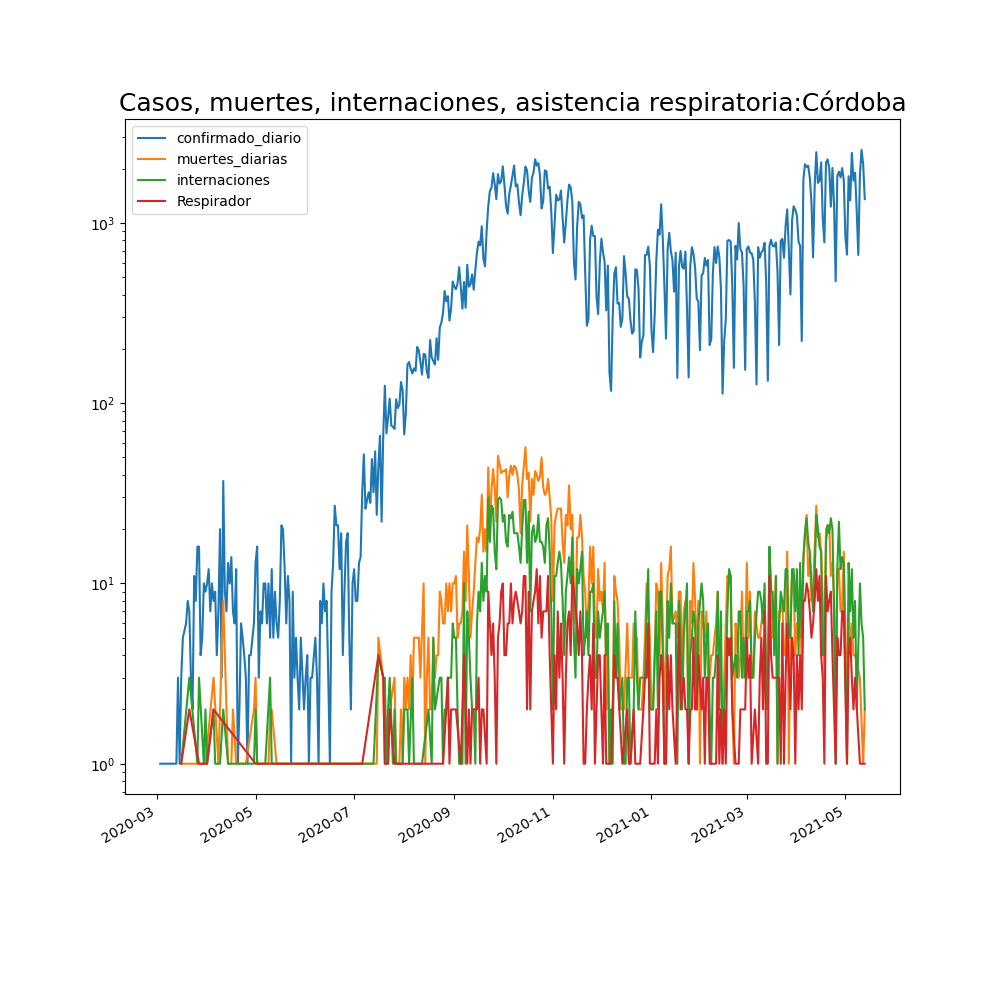 Casos, muertes, internaciones, asistencia respiratoria:Córdoba
confirmado_diario
muertes_diarias
internaciones
Respirador
10³
10²
10¹
10⁰
2020-03
2020-05
2020-07
2020-09
2020-11
2021-01
2021-03
2021-05